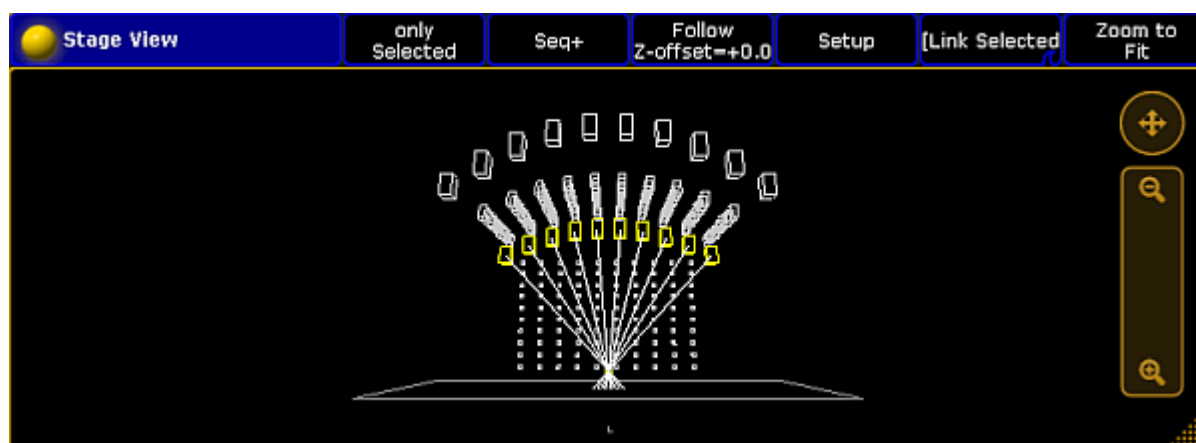 Stage View
only
Selected
Seq+
Follow
Z-offset=+0.0
Setup
[Link Selected
Zoom to
Fit